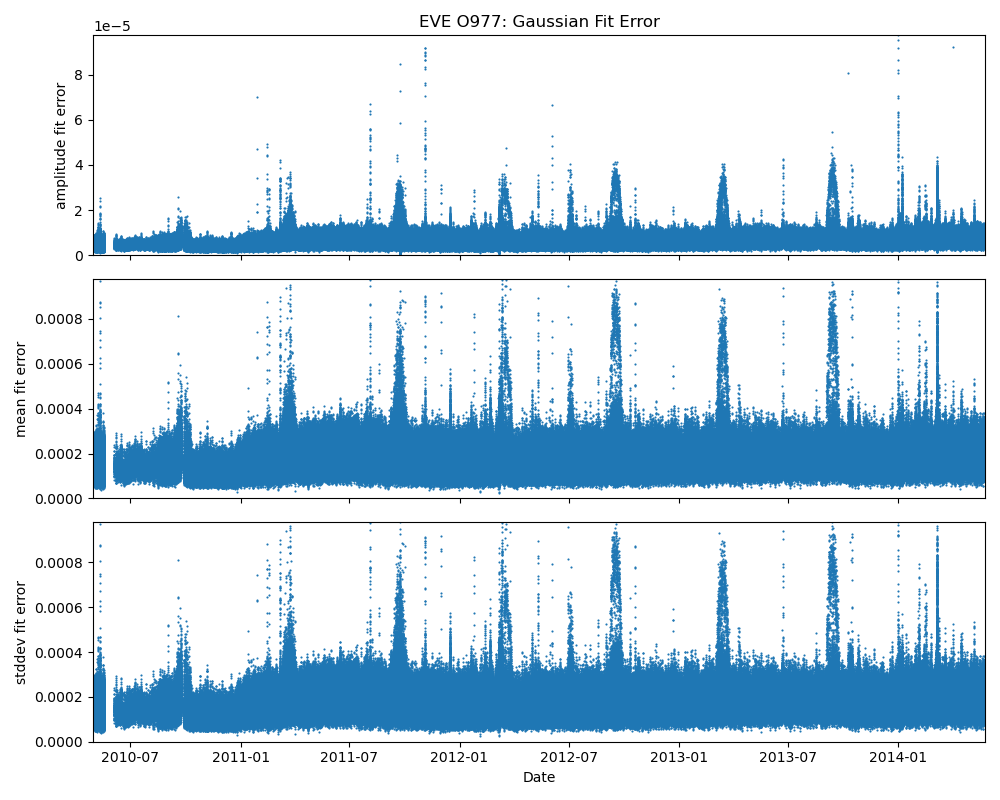 EVE O977: Gaussian Fit Error
1e−5
8
6
4
2
0
amplitude fit error
0.0008
0.0006
0.0004
0.0002
0.0000
mean fit error
0.0008
0.0006
0.0004
0.0002
0.0000
stddev fit error
2010-07 2011-01 2011-07 2012-01 2012-07 2013-01 2013-07 2014-01
Date